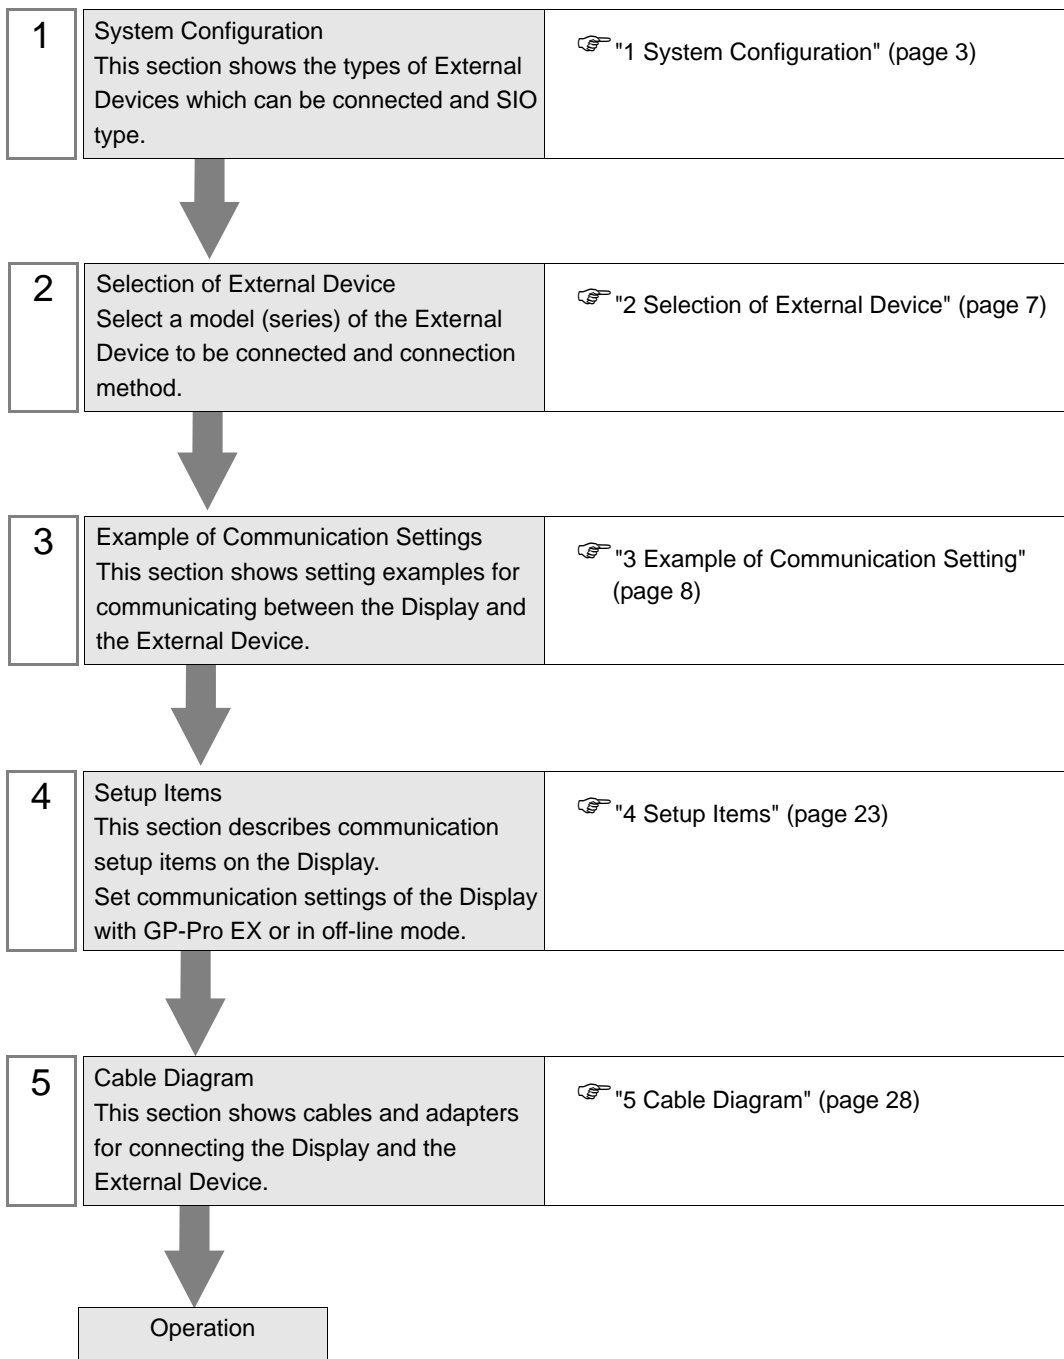 1
System Configuration
This section shows the types of External
Devices which can be connected and SIO
type.
"1 System Configuration" (page 3)
2
Selection of External Device
Select a model (series) of the External
Device to be connected and connection
method.
"2 Selection of External Device" (page 7)
3
Example of Communication Settings
This section shows setting examples for
communicating between the Display and
the External Device.
"3 Example of Communication Setting"
(page 8)
4
Setup Items
This section describes communication
setup items on the Display.
Set communication settings of the Display
with GP-Pro EX or in off-line mode.
"4 Setup Items" (page 23)
5
Cable Diagram
This section shows cables and adapters
for connecting the Display and the
External Device.
"5 Cable Diagram" (page 28)
Operation